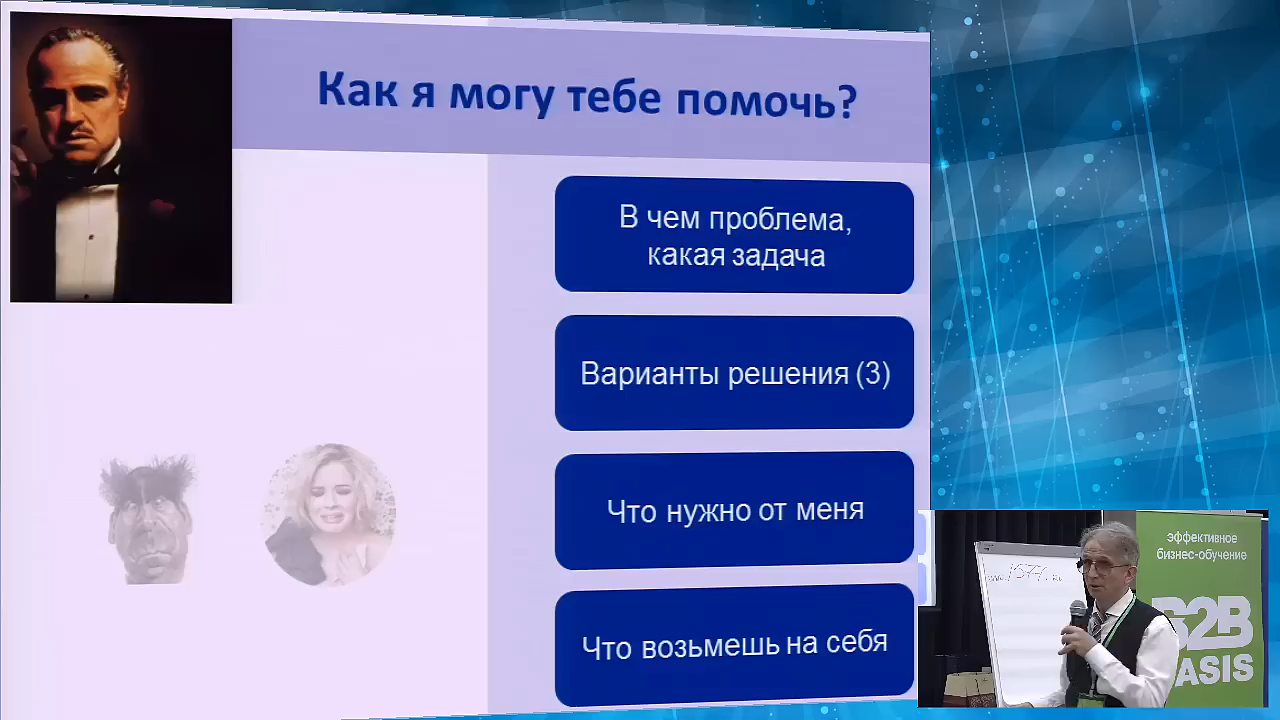 Как я могу тебе помочь?
В чем проблема,
какая задача
Варианты решения (3)
Что нужно от меня
Что возьмешь на себя
эффективное
бизнес-обучение
B2B